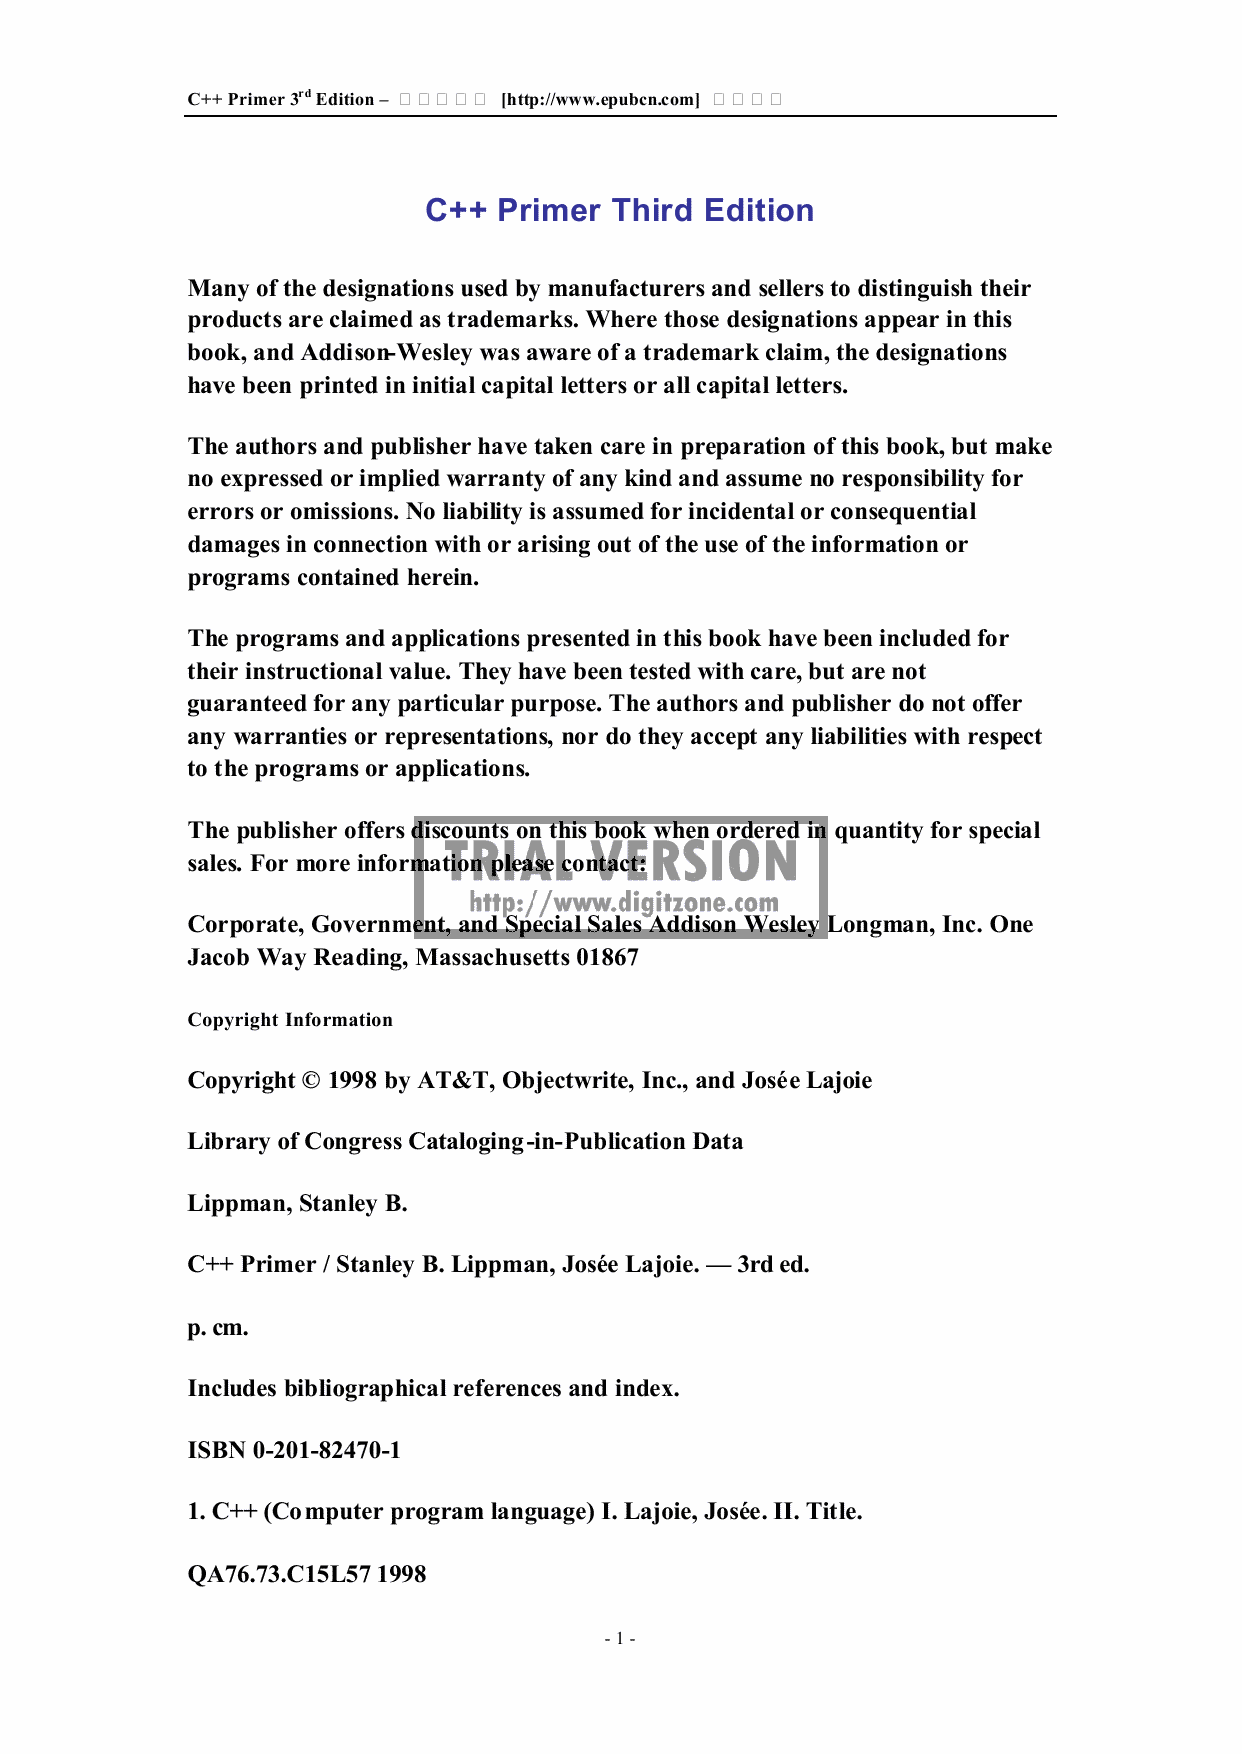 C++ Primer 3rd Edition – □ □ □ □ □ [http://www.epubcn.com] □ □ □ □
C++ Primer Third Edition
Many of the designations used by manufacturers and sellers to distinguish their
products are claimed as trademarks. Where those designations appear in this
book, and Addison-Wesley was aware of a trademark claim, the designations
have been printed in initial capital letters or all capital letters.
The authors and publisher have taken care in preparation of this book, but make
no expressed or implied warranty of any kind and assume no responsibility for
errors or omissions. No liability is assumed for incidental or consequential
damages in connection with or arising out of the use of the information or
programs contained herein.
The programs and applications presented in this book have been included for
their instructional value. They have been tested with care, but are not
guaranteed for any particular purpose. The authors and publisher do not offer
any warranties or representations, nor do they accept any liabilities with respect
to the programs or applications.
The publisher offers discounts on this book when ordered in quantity for special
sales. For more information please contact:
TRIAL VERSION
http://www.digitzone.com
Corporate, Government, and Special Sales Addison Wesley Longman, Inc. One
Jacob Way Reading, Massachusetts 01867
Copyright Information
Copyright © 1998 by AT&T, Objectwrite, Inc., and Josée Lajoie
Library of Congress Cataloging-in-Publication Data
Lippman, Stanley B.
C++ Primer / Stanley B. Lippman, Josée Lajoie. — 3rd ed.
p. cm.
Includes bibliographical references and index.
ISBN 0-201-82470-1
1. C++ (Computer program language) I. Lajoie, Josée. II. Title.
QA76.73.C15L57 1998
- 1 -